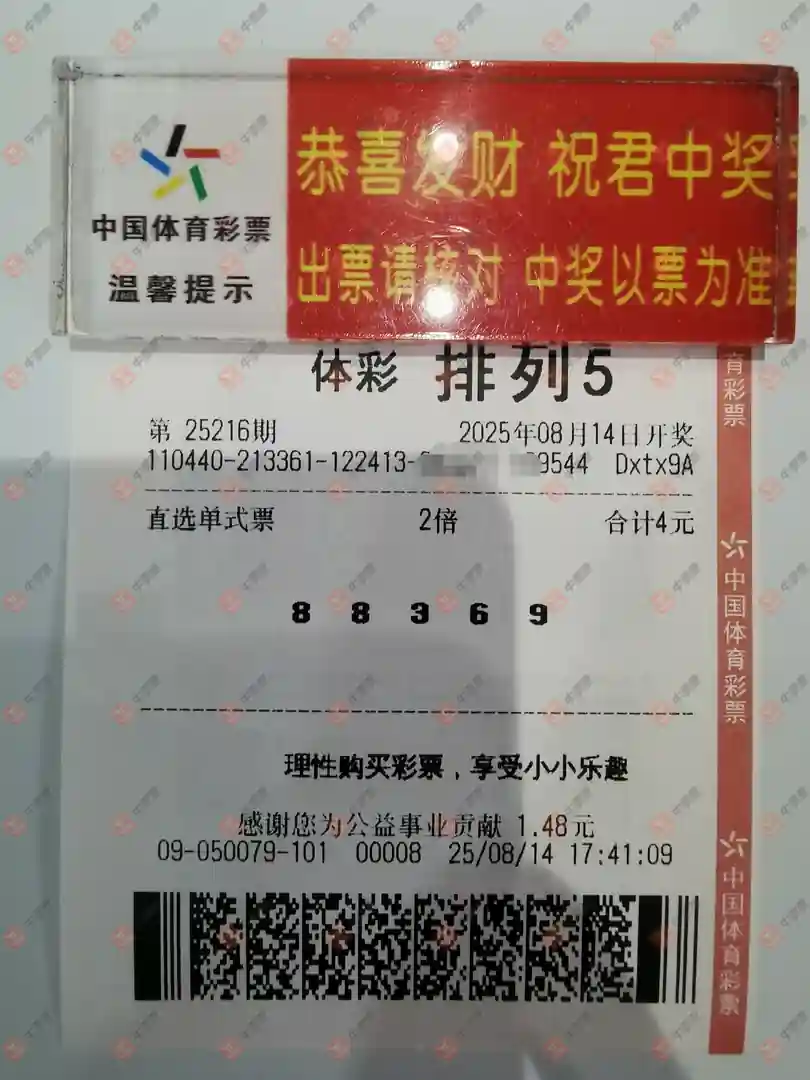 中国体育彩票
温馨提示
恭喜发财 祝君中奖
出票请核对 中奖以票为准
体彩 排列5
第 25216期 2025年08月14日开奖
110440-213361-122413- 9544 Dxtx9A
直选单式票 2倍 合计4元
8 8 3 6 9
理性购买彩票，享受小小乐趣
感谢您为公益事业贡献 1.48元
09-050079-101 00008 25/08/14 17:41:09
育彩票
中国体育彩票
中国体育彩票